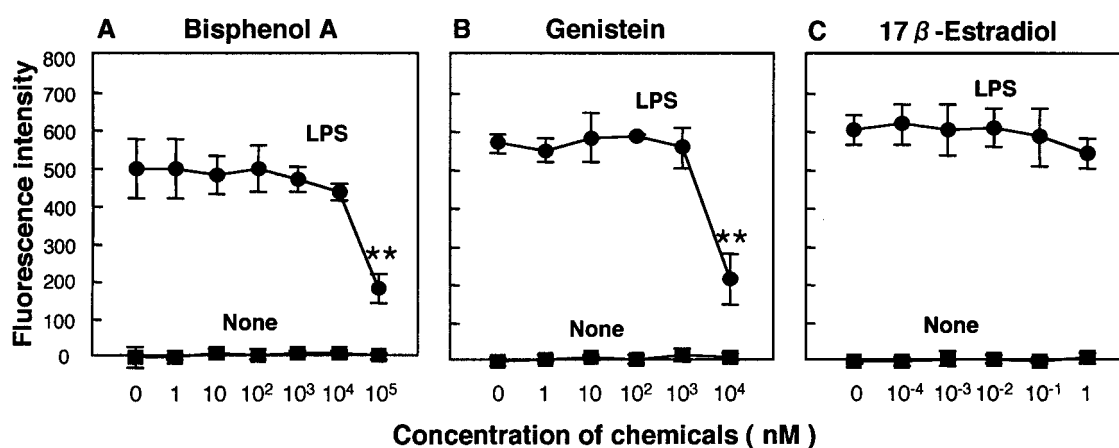 A Bisphenol A
B Genistein
C 17 β -Estradiol
Fluorescence intensity
800
700
600
500
400
300
200
100
0
LPS
**
None
LPS
**
None
LPS
None
0 1 10 10² 10³ 10⁴ 10⁵
0 1 10 10² 10³ 10⁴
0 10⁻⁴ 10⁻³ 10⁻² 10⁻¹ 1
Concentration of chemicals ( nM )